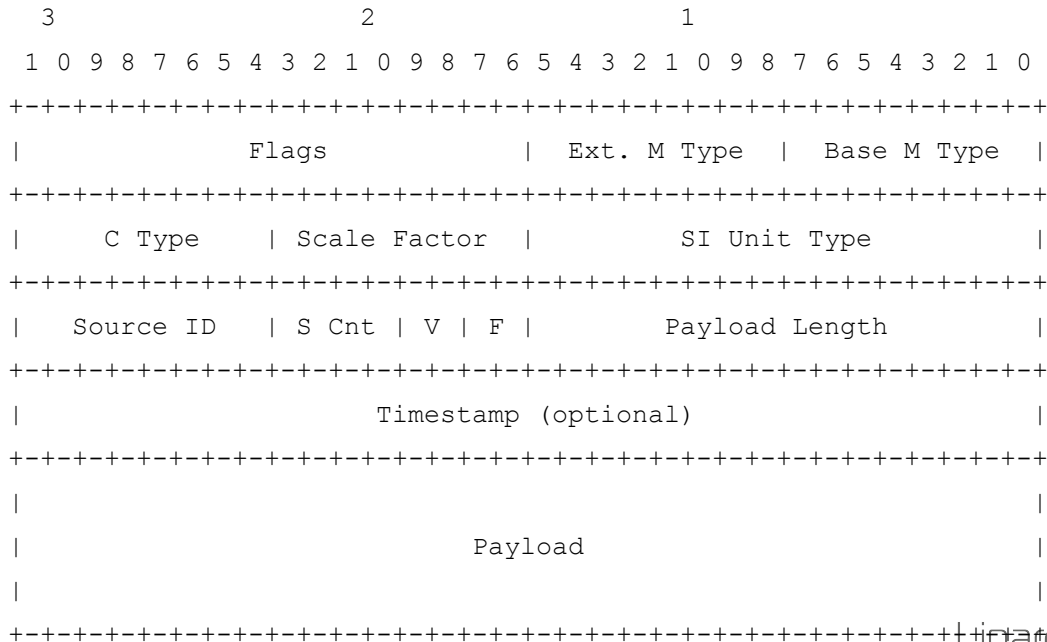 3 2 1
1 0 9 8 7 6 5 4 3 2 1 0 9 8 7 6 5 4 3 2 1 0 9 8 7 6 5 4 3 2 1 0
+-+-+-+-+-+-+-+-+-+-+-+-+-+-+-+-+-+-+-+-+-+-+-+-+-+-+-+-+-+-+-+-+
| Flags | Ext. M Type | Base M Type |
+-+-+-+-+-+-+-+-+-+-+-+-+-+-+-+-+-+-+-+-+-+-+-+-+-+-+-+-+-+-+-+-+
| C Type | Scale Factor | SI Unit Type |
+-+-+-+-+-+-+-+-+-+-+-+-+-+-+-+-+-+-+-+-+-+-+-+-+-+-+-+-+-+-+-+-+
| Source ID | S Cnt | V | F | Payload Length |
+-+-+-+-+-+-+-+-+-+-+-+-+-+-+-+-+-+-+-+-+-+-+-+-+-+-+-+-+-+-+-+-+
| Timestamp (optional) |
+-+-+-+-+-+-+-+-+-+-+-+-+-+-+-+-+-+-+-+-+-+-+-+-+-+-+-+-+-+-+-+-+
| |
| Payload |
| |
+-+-+-+-+-+-+-+-+-+-+-+-+-+-+-+-+-+-+-+-+-+-+-+-+-+-+-+-+-+-+